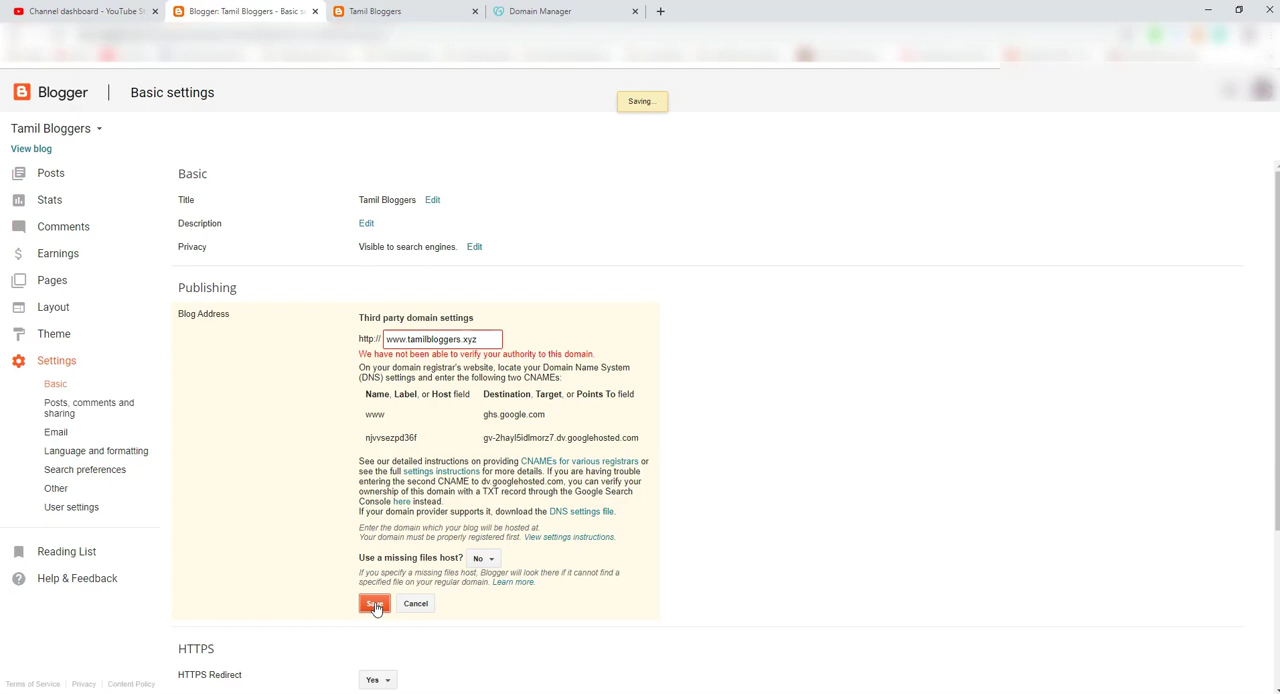 Channel dashboard - YouTube St
Blogger: Tamil Bloggers - Basic s
Tamil Bloggers
Domain Manager
Blogger
Basic settings
Saving...
Tamil Bloggers
View blog
Posts
Stats
Comments
Earnings
Pages
Layout
Theme
Settings
Basic
Posts, comments and
sharing
Email
Language and formatting
Search preferences
Other
User settings
Reading List
Help & Feedback
Terms of Service | Privacy | Content Policy
Basic
Title Tamil Bloggers Edit
Description Edit
Privacy Visible to search engines. Edit
Publishing
Blog Address
Third party domain settings
http:// www.tamilbloggers.xyz
We have not been able to verify your authority to this domain.
On your domain registrar's website, locate your Domain Name System
(DNS) settings and enter the following two CNAMEs:
Name, Label, or Host field Destination, Target, or Points To field
www ghs.google.com
njvvsezpd36f gv-2hayl5idlmorz7.dv.googlehosted.com
See our detailed instructions on providing CNAMEs for various registrars or
see the full settings instructions for more details. If you are having trouble
entering the second CNAME to dv.googlehosted.com, you can verify your
ownership of this domain with a TXT record through the Google Search
Console here instead.
If your domain provider supports it, download the DNS settings file.
Enter the domain which your blog will be hosted at.
Your domain must be properly registered first. View settings instructions.
Use a missing files host? No
If you specify a missing files host, Blogger will look there if it cannot find a
specified file on your regular domain. Learn more.
Save Cancel
HTTPS
HTTPS Redirect Yes